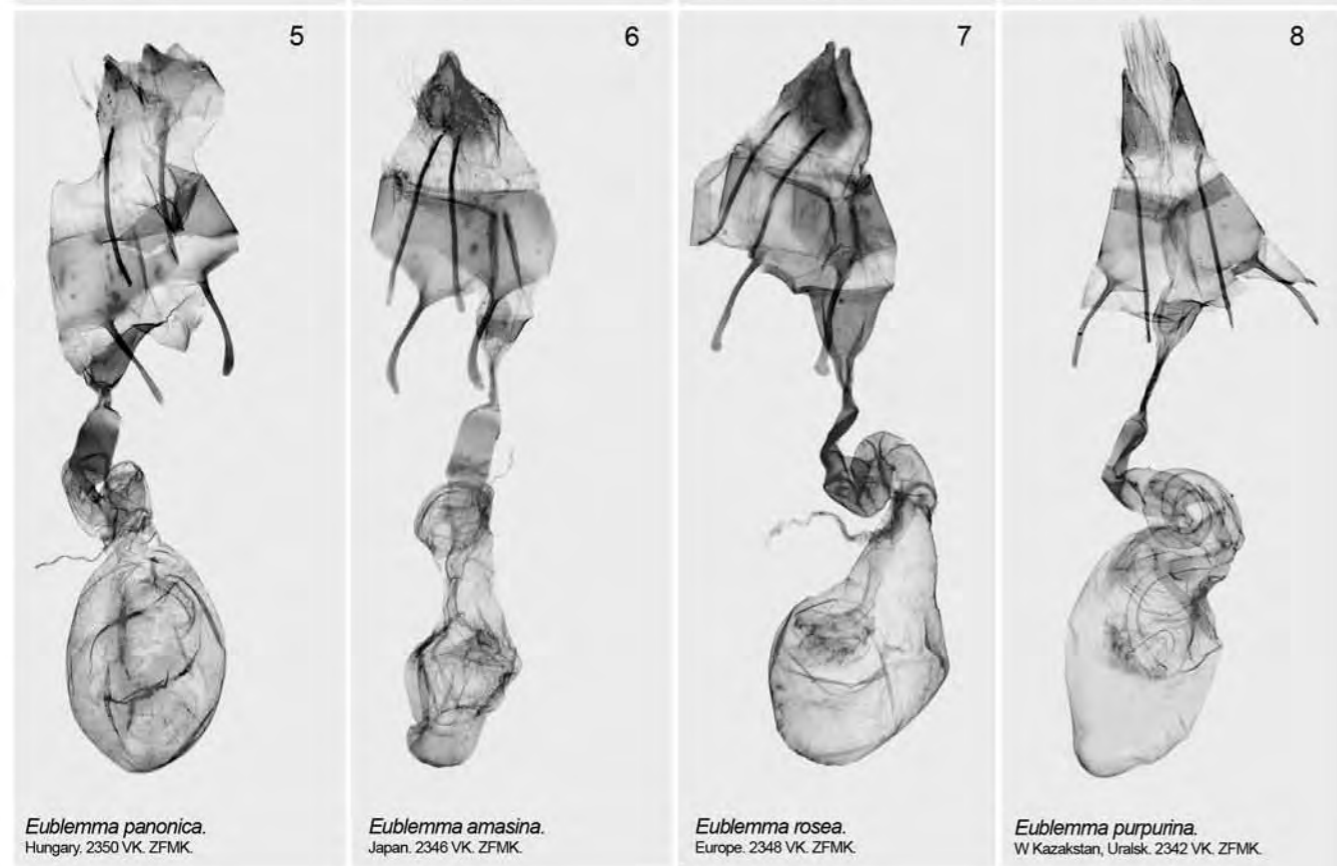 5
6
7
8
Eublemma panonica.
Hungary. 2350 VK. ZFMK.
Eublemma amasina.
Japan. 2346 VK. ZFMK.
Eublemma rosea.
Europe. 2348 VK. ZFMK.
Eublemma purpurina.
W Kazakstan, Uralsk. 2342 VK. ZFMK.